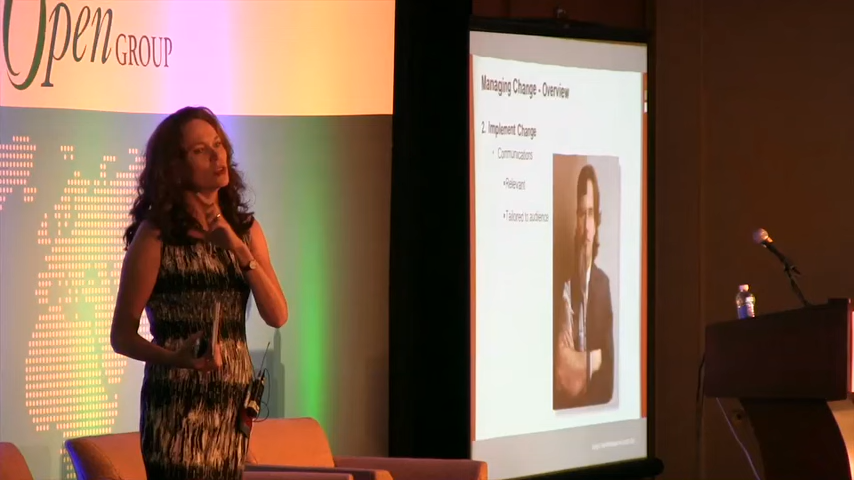 Open
GROUP
Managing Change - Overview
2. Implement Change
- Communications
•Relevant
•Tailored to audience